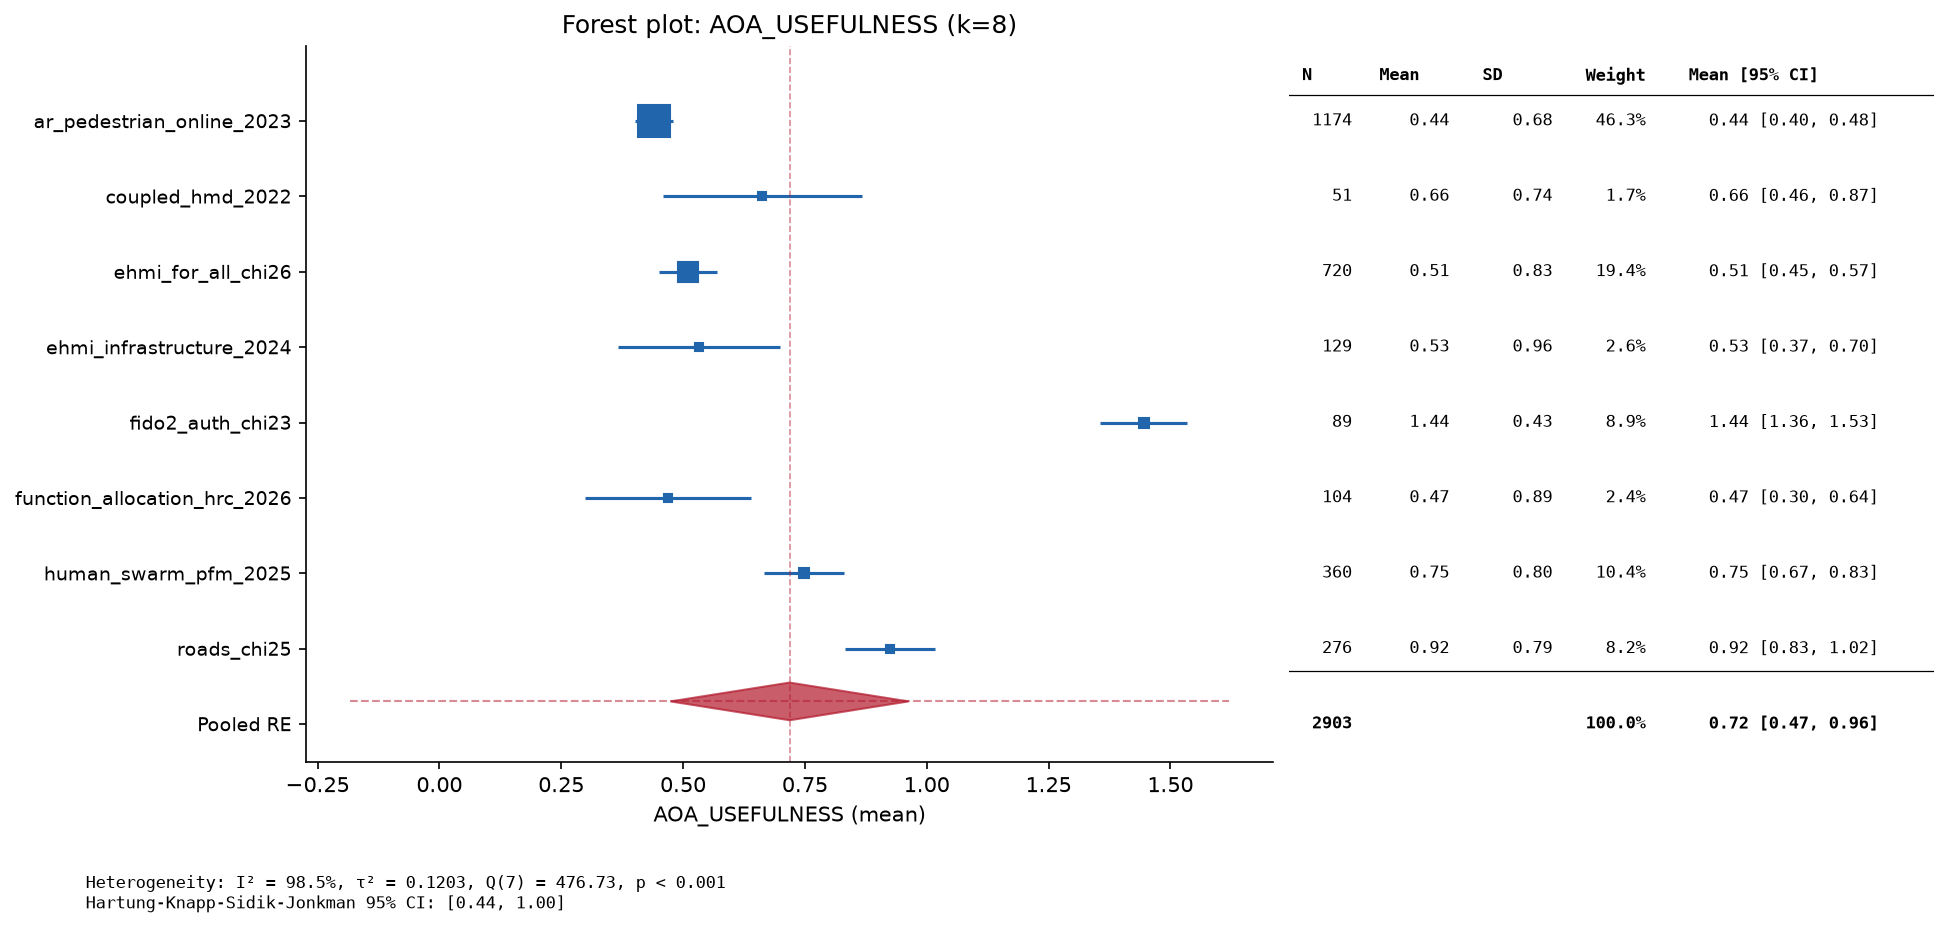 Forest plot: AOA_USEFULNESS (k=8)
N Mean SD Weight Mean [95% CI]
ar_pedestrian_online_2023 1174 0.44 0.68 46.3% 0.44 [0.40, 0.48]
coupled_hmd_2022 51 0.66 0.74 1.7% 0.66 [0.46, 0.87]
ehmi_for_all_chi26 720 0.51 0.83 19.4% 0.51 [0.45, 0.57]
ehmi_infrastructure_2024 129 0.53 0.96 2.6% 0.53 [0.37, 0.70]
fido2_auth_chi23 89 1.44 0.43 8.9% 1.44 [1.36, 1.53]
function_allocation_hrc_2026 104 0.47 0.89 2.4% 0.47 [0.30, 0.64]
human_swarm_pfm_2025 360 0.75 0.80 10.4% 0.75 [0.67, 0.83]
roads_chi25 276 0.92 0.79 8.2% 0.92 [0.83, 1.02]
Pooled RE 2903 100.0% 0.72 [0.47, 0.96]
−0.25 0.00 0.25 0.50 0.75 1.00 1.25 1.50
AOA_USEFULNESS (mean)
Heterogeneity: I² = 98.5%, τ² = 0.1203, Q(7) = 476.73, p < 0.001
Hartung-Knapp-Sidik-Jonkman 95% CI: [0.44, 1.00]